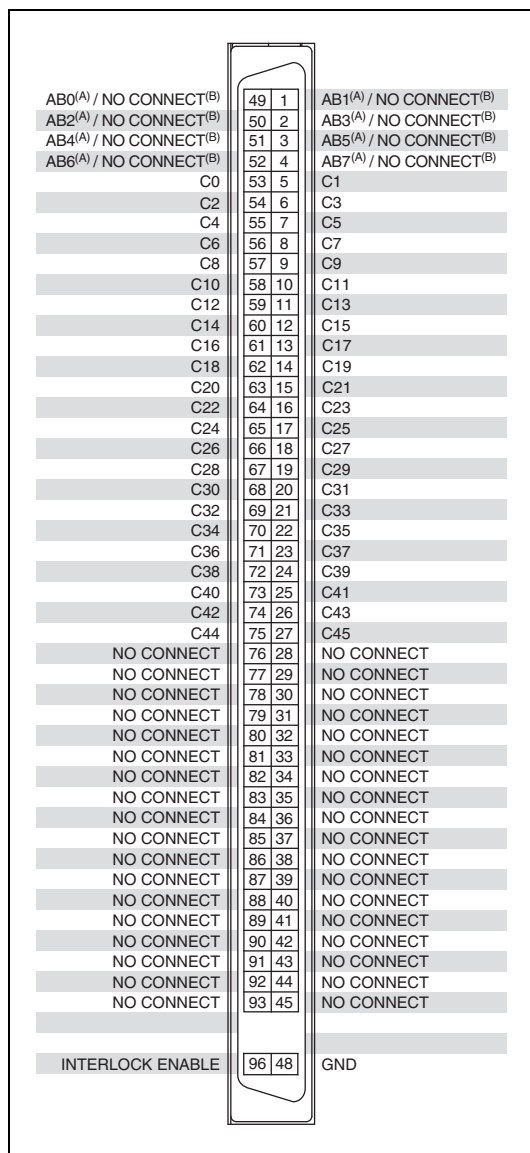 AB0(A) / NO CONNECT(B) 49 1 AB1(A) / NO CONNECT(B)
AB2(A) / NO CONNECT(B) 50 2 AB3(A) / NO CONNECT(B)
AB4(A) / NO CONNECT(B) 51 3 AB5(A) / NO CONNECT(B)
AB6(A) / NO CONNECT(B) 52 4 AB7(A) / NO CONNECT(B)
C0 53 5 C1
C2 54 6 C3
C4 55 7 C5
C6 56 8 C7
C8 57 9 C9
C10 58 10 C11
C12 59 11 C13
C14 60 12 C15
C16 61 13 C17
C18 62 14 C19
C20 63 15 C21
C22 64 16 C23
C24 65 17 C25
C26 66 18 C27
C28 67 19 C29
C30 68 20 C31
C32 69 21 C33
C34 70 22 C35
C36 71 23 C37
C38 72 24 C39
C40 73 25 C41
C42 74 26 C43
C44 75 27 C45
NO CONNECT 76 28 NO CONNECT
NO CONNECT 77 29 NO CONNECT
NO CONNECT 78 30 NO CONNECT
NO CONNECT 79 31 NO CONNECT
NO CONNECT 80 32 NO CONNECT
NO CONNECT 81 33 NO CONNECT
NO CONNECT 82 34 NO CONNECT
NO CONNECT 83 35 NO CONNECT
NO CONNECT 84 36 NO CONNECT
NO CONNECT 85 37 NO CONNECT
NO CONNECT 86 38 NO CONNECT
NO CONNECT 87 39 NO CONNECT
NO CONNECT 88 40 NO CONNECT
NO CONNECT 89 41 NO CONNECT
NO CONNECT 90 42 NO CONNECT
NO CONNECT 91 43 NO CONNECT
NO CONNECT 92 44 NO CONNECT
NO CONNECT 93 45 NO CONNECT
INTERLOCK ENABLE 96 48 GND